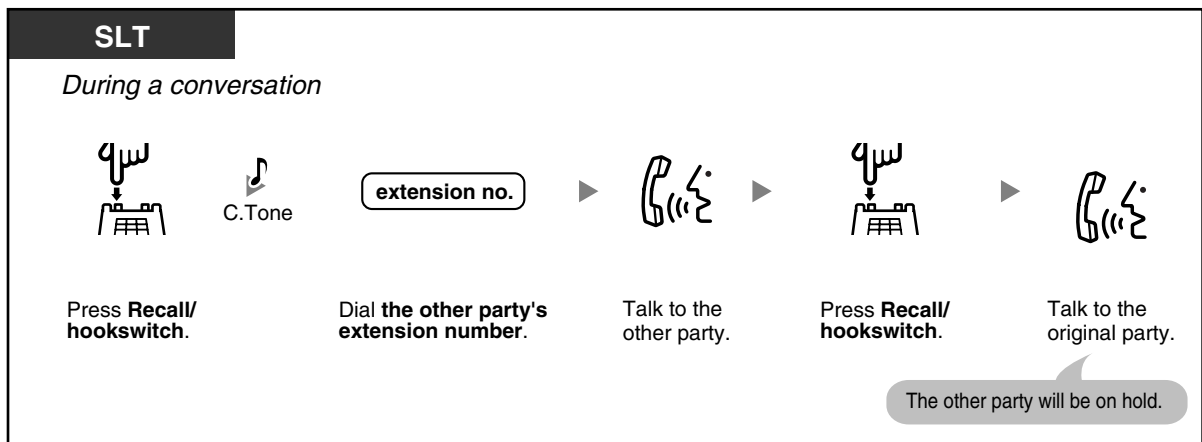 SLT
During a conversation
C.Tone
extension no.
Press Recall/
hookswitch.
Dial the other party's
extension number.
Talk to the
other party.
Press Recall/
hookswitch.
Talk to the
original party.
The other party will be on hold.